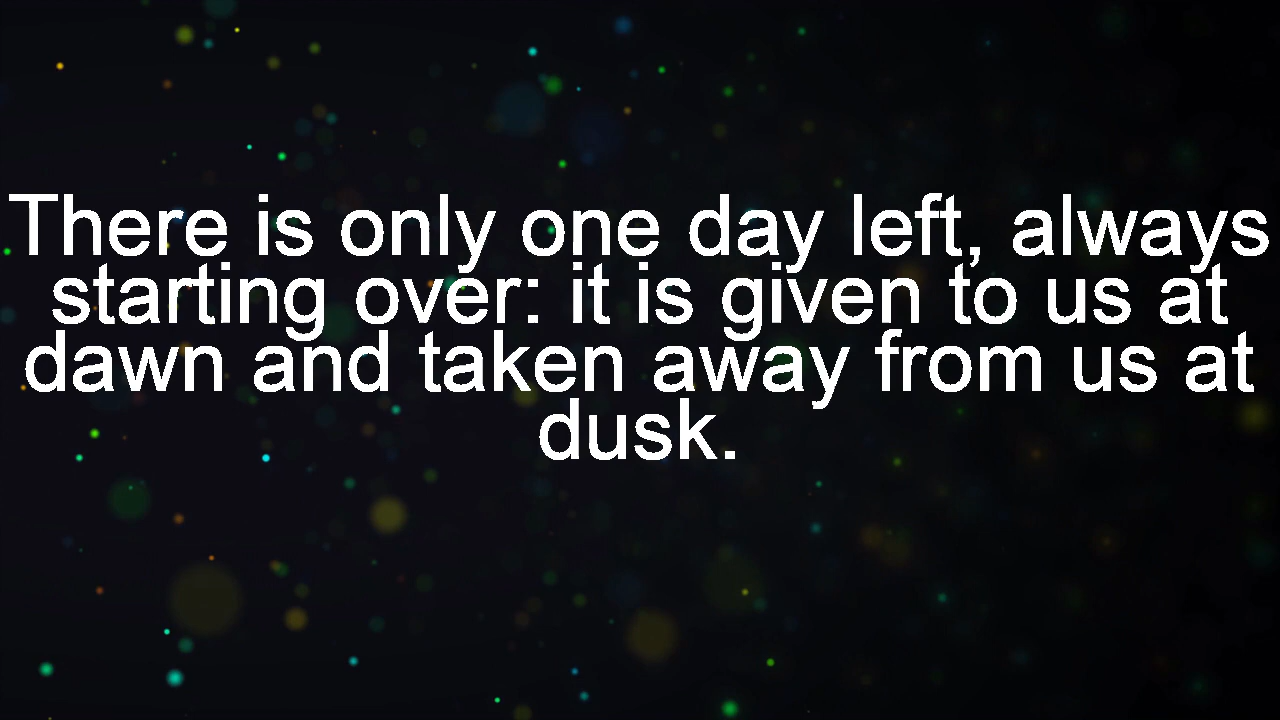 There is only one day left, always
starting over: it is given to us at
dawn and taken away from us at
dusk.